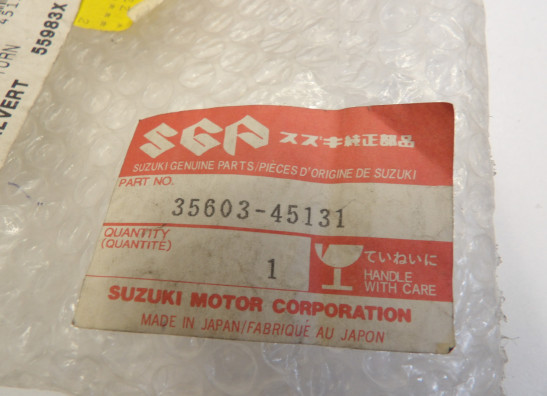 SGP スズキ純正部品
SUZUKI GENUINE PARTS/PIÈCES D'ORIGINE DE SUZUKI
PART NO.
35603-45131
QUANTITY
(QUANTITÉ)
1
ていねいに
HANDLE
WITH CARE
SUZUKI MOTOR CORPORATION
MADE IN JAPAN/FABRIQUÉ AU JAPON
55983X